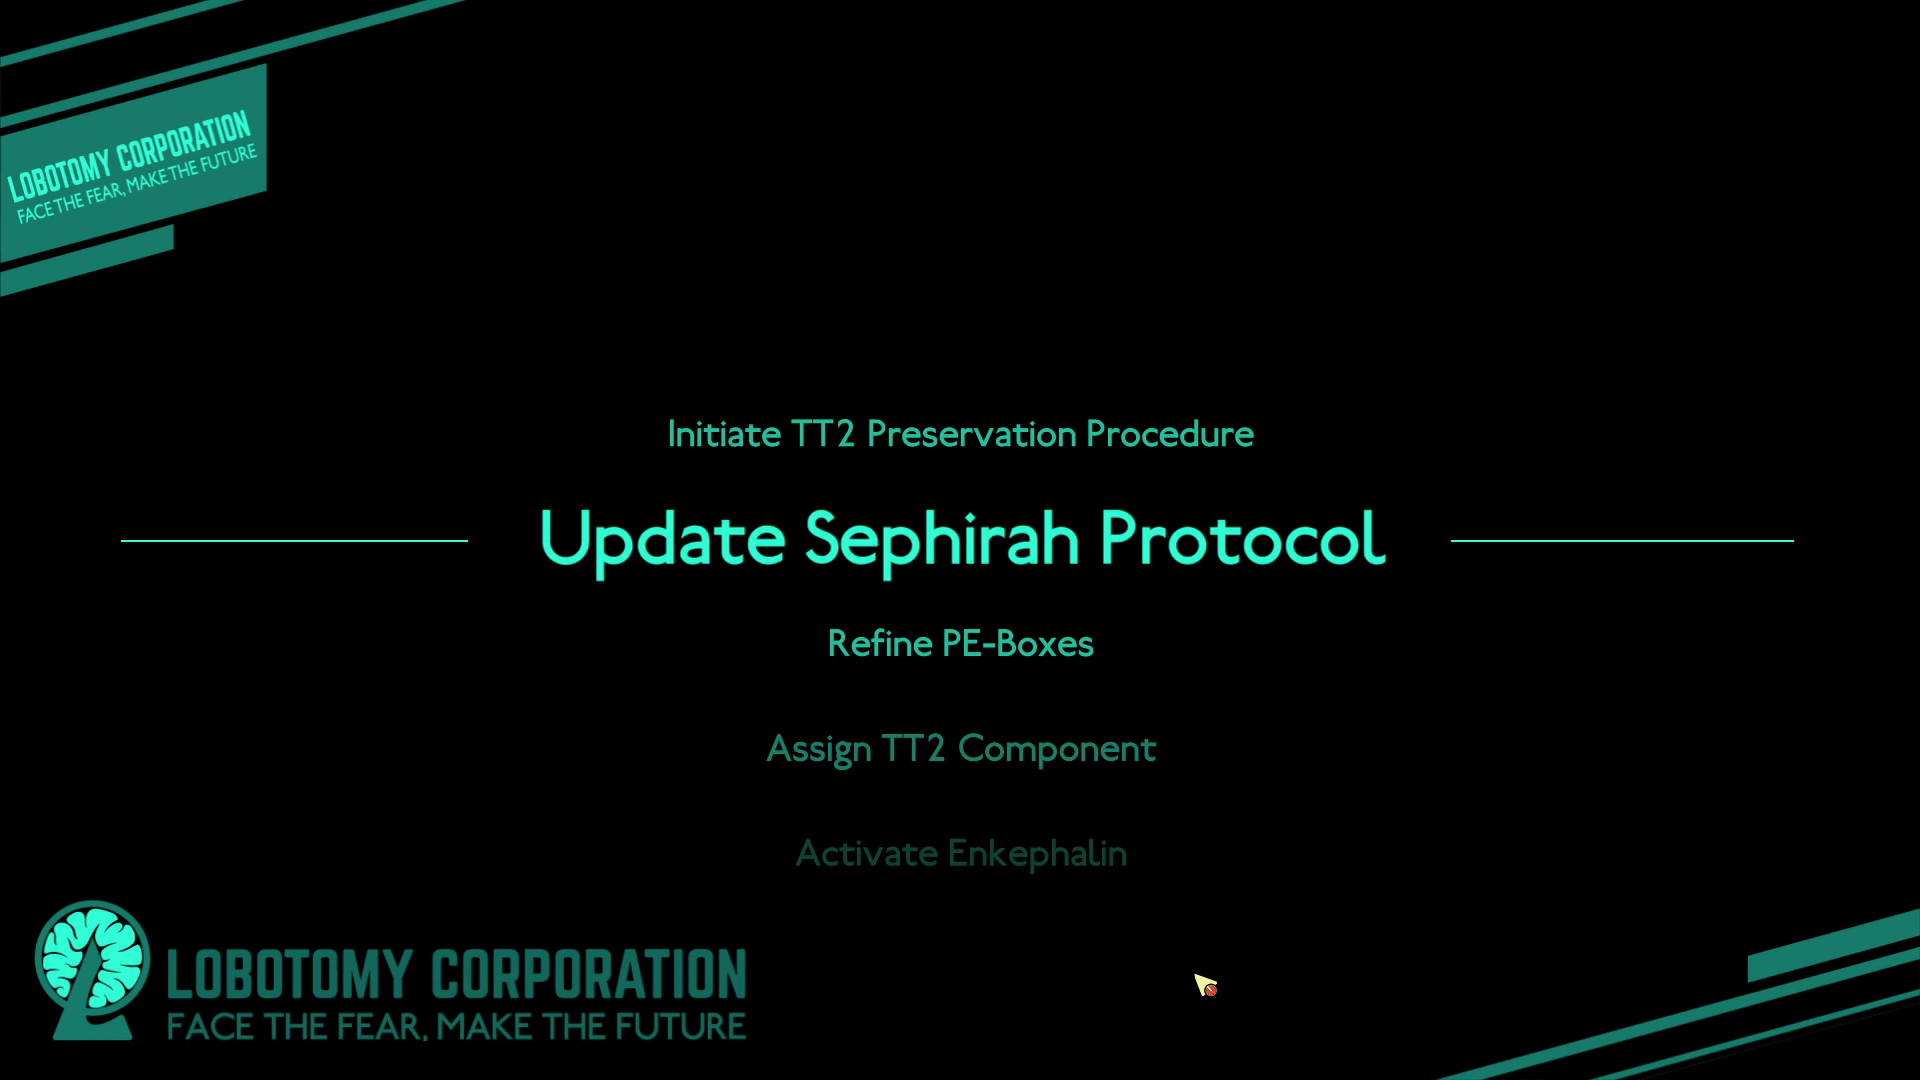 LOBOTOMY CORPORATION
FACE THE FEAR, MAKE THE FUTURE
Initiate TT2 Preservation Procedure
Update Sephirah Protocol
Refine PE-Boxes
Assign TT2 Component
Activate Enkephalin
LOBOTOMY CORPORATION
FACE THE FEAR, MAKE THE FUTURE